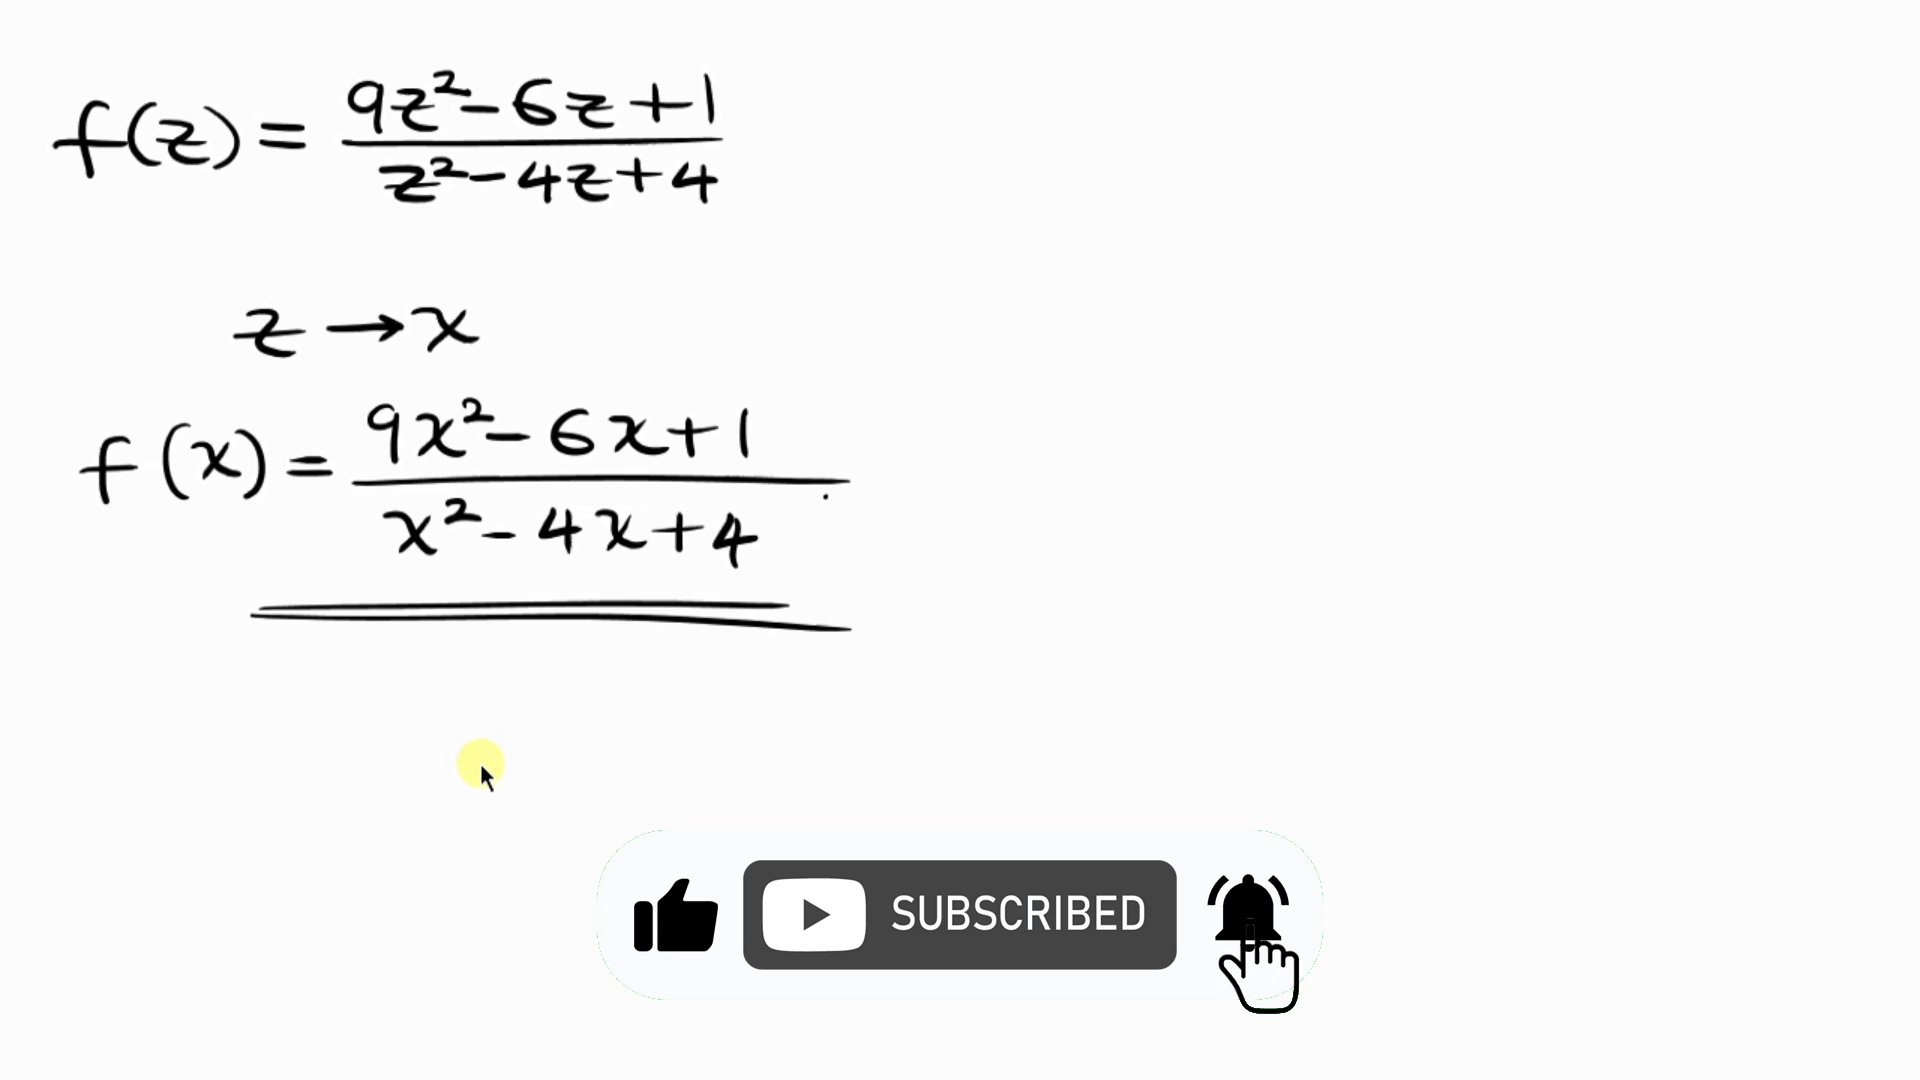 f(z) = 9z² - 6z + 1 / z² - 4z + 4
z → x
f(x) = 9x² - 6x + 1 / x² - 4x + 4
SUBSCRIBED